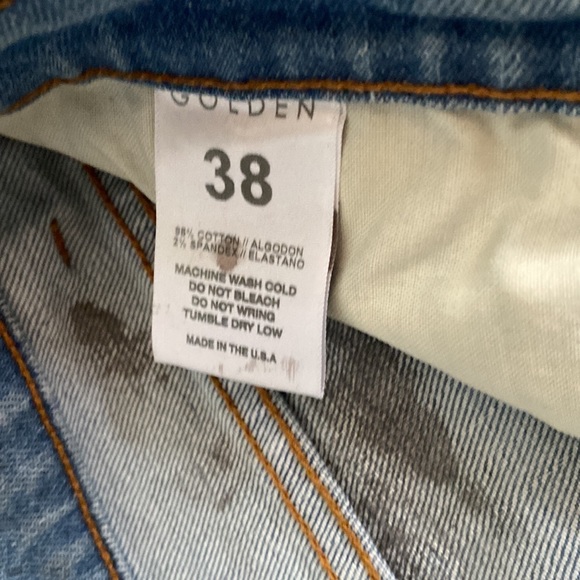 GOLDEN
38
98% COTTON // ALGODON
2% SPANDEX // ELASTANO
MACHINE WASH COLD
DO NOT BLEACH
DO NOT WRING
TUMBLE DRY LOW
MADE IN THE U.S.A